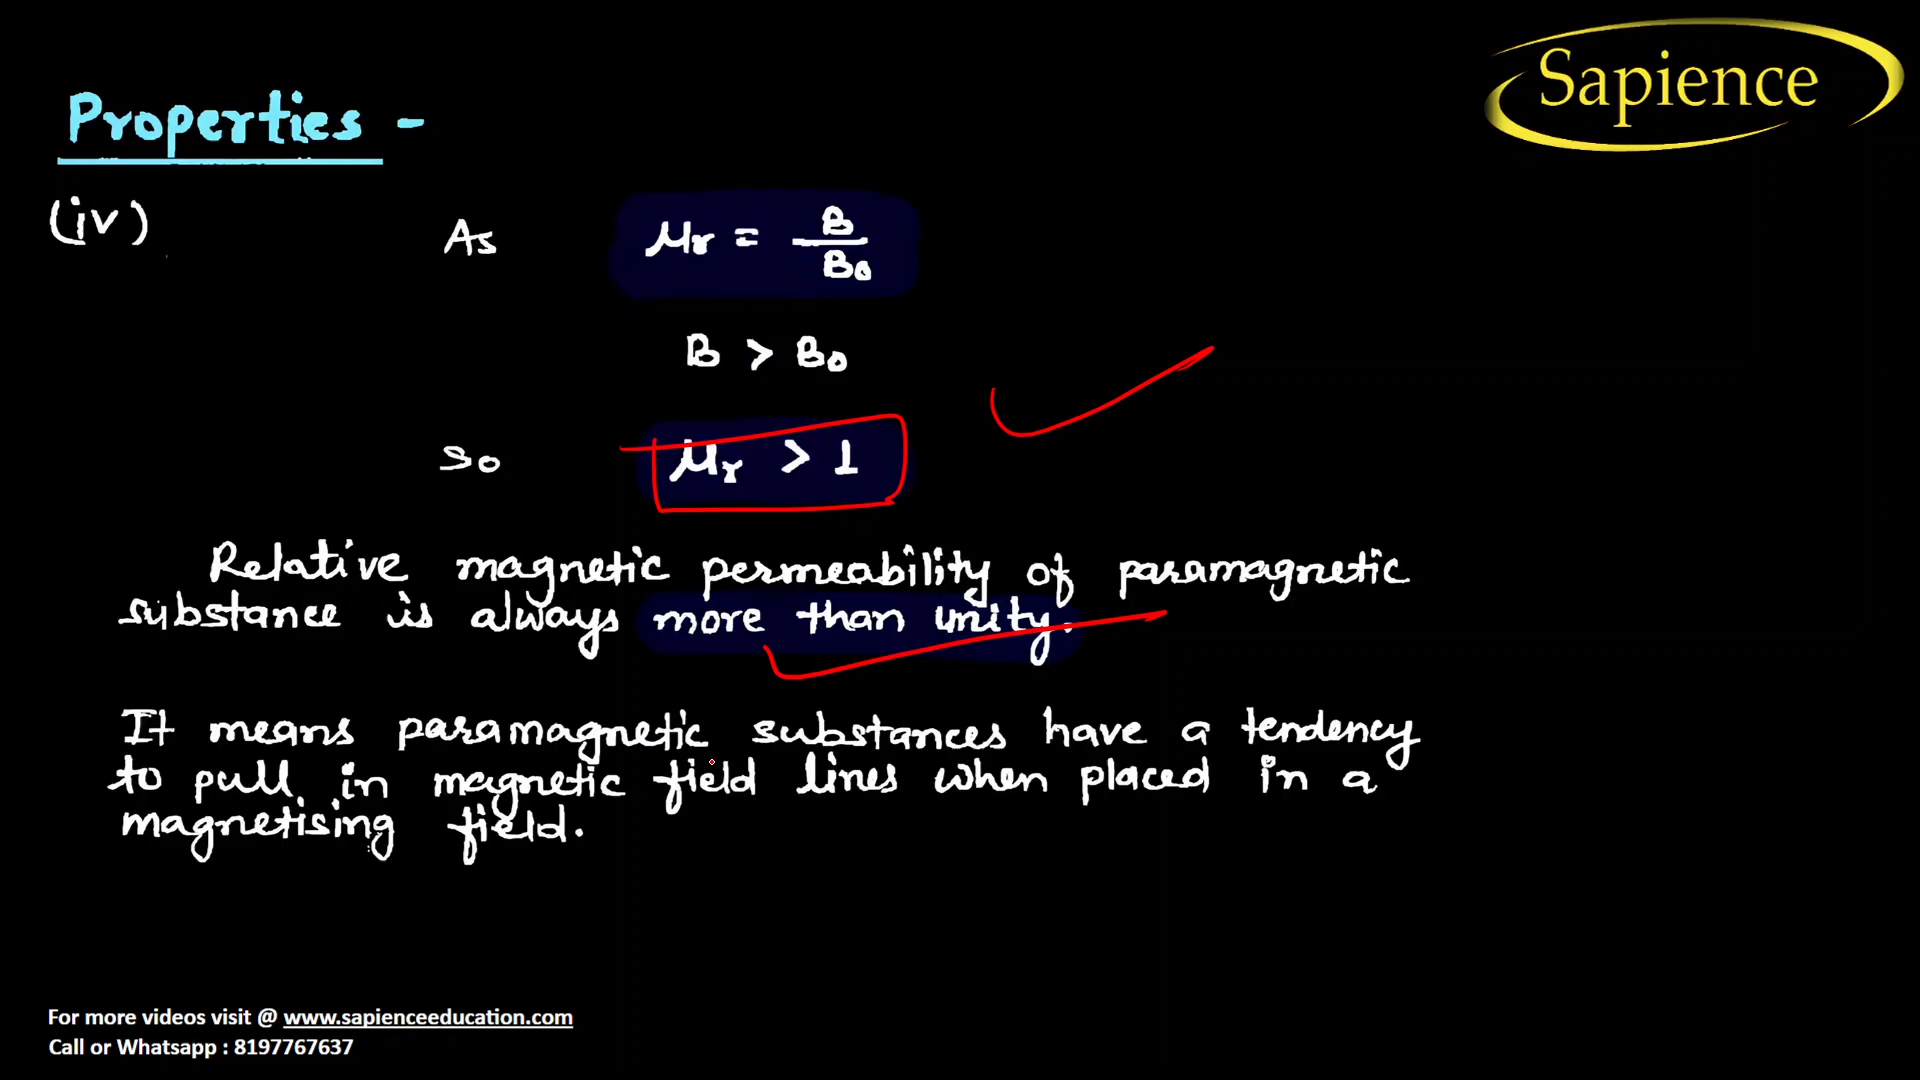 Sapience
Properties -
(iv)
As μr = B/B0
B > B0
so μr > 1
Relative magnetic permeability of paramagnetic
substance is always more than unity.
It means paramagnetic substances have a tendency
to pull in magnetic field lines when placed in a
magnetising field.
For more videos visit @ www.sapienceeducation.com
Call or Whatsapp : 8197767637